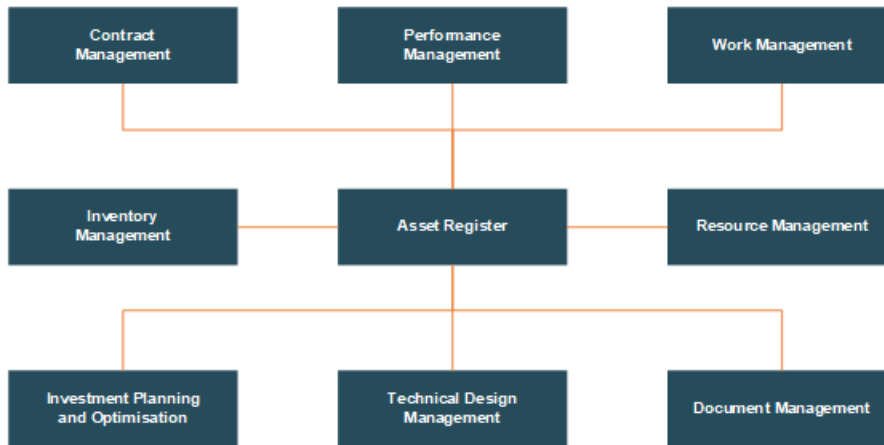 Contract
Management
Performance
Management
Work Management
Inventory
Management
Asset Register
Resource Management
Investment Planning
and Optimisation
Technical Design
Management
Document Management